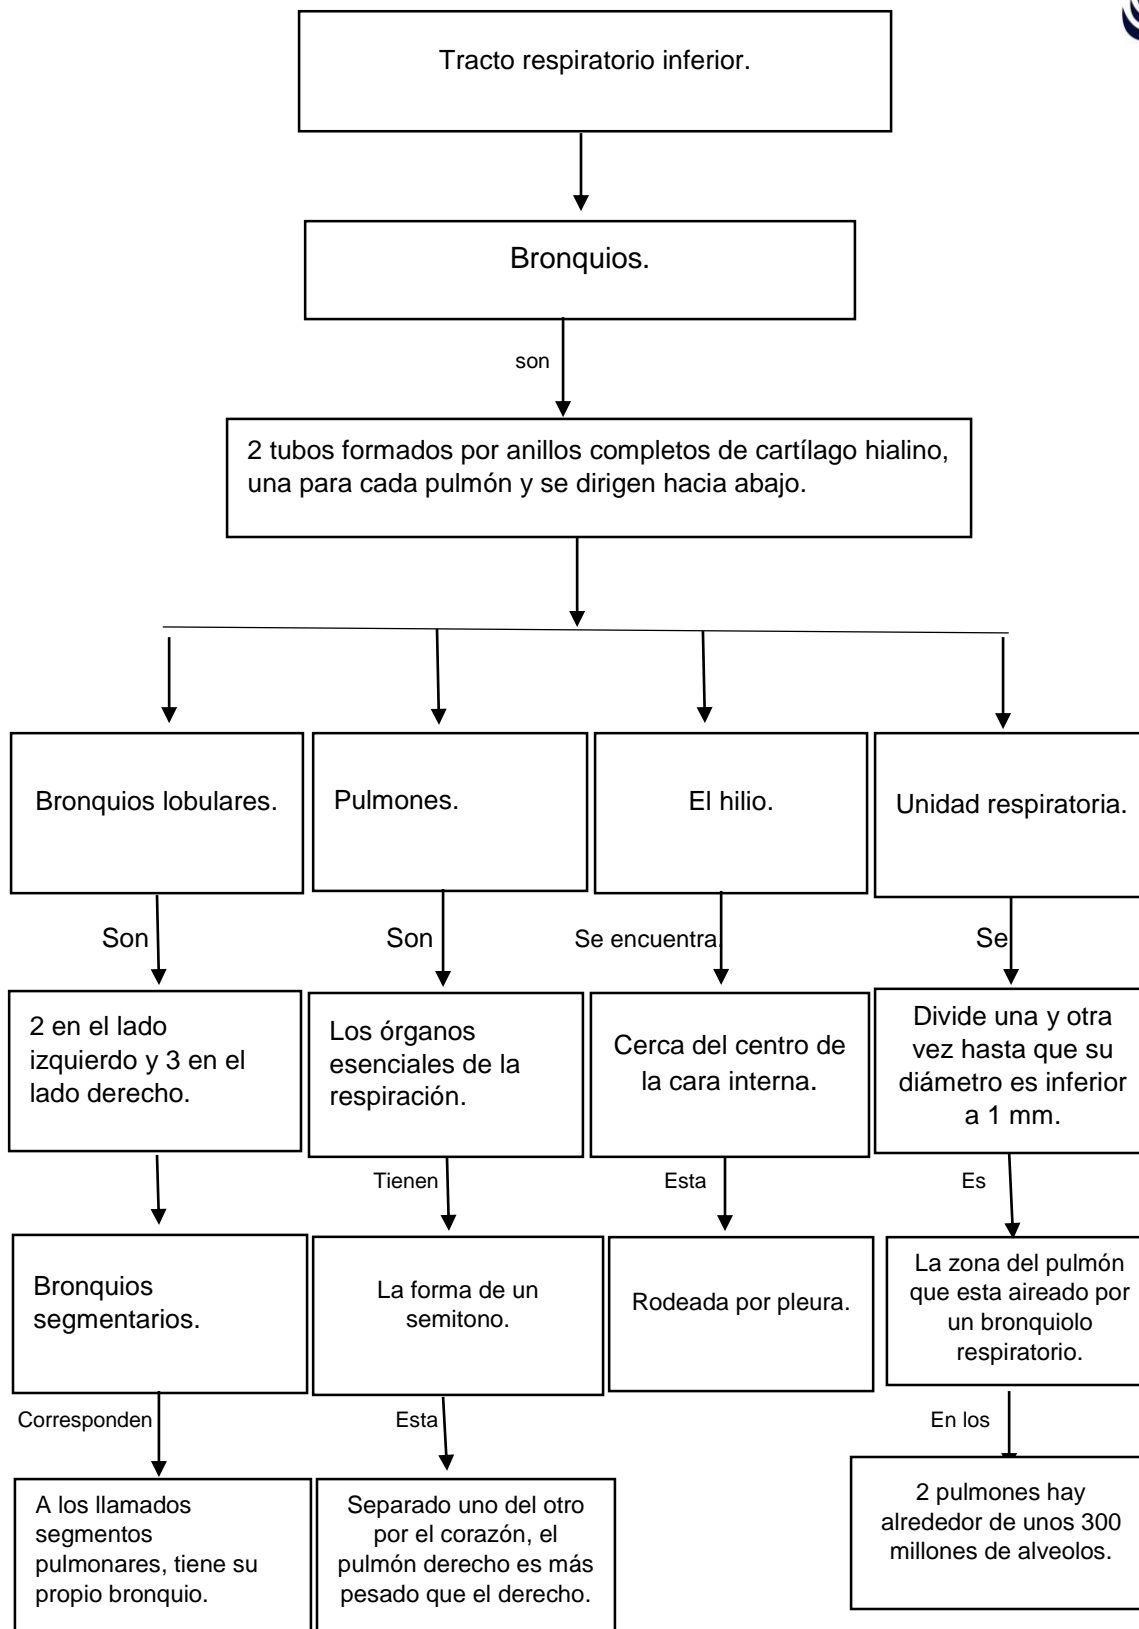 Tracto respiratorio inferior.
Bronquios.
son
2 tubos formados por anillos completos de cartílago hialino,
una para cada pulmón y se dirigen hacia abajo.
Bronquios lobulares.
Pulmones.
El hilio.
Unidad respiratoria.
Son
Son
Se encuentra.
Se
2 en el lado
izquierdo y 3 en el
lado derecho.
Los órganos
esenciales de la
respiración.
Cerca del centro de
la cara interna.
Divide una y otra
vez hasta que su
diámetro es inferior
a 1 mm.
Tienen
Esta
Es
Bronquios
segmentarios.
La forma de un
semitono.
Rodeada por pleura.
La zona del pulmón
que esta aireado por
un bronquiolo
respiratorio.
Corresponden
Esta
En los
A los llamados
segmentos
pulmonares, tiene su
propio bronquio.
Separado uno del otro
por el corazón, el
pulmón derecho es más
pesado que el derecho.
2 pulmones hay
alrededor de unos 300
millones de alveolos.